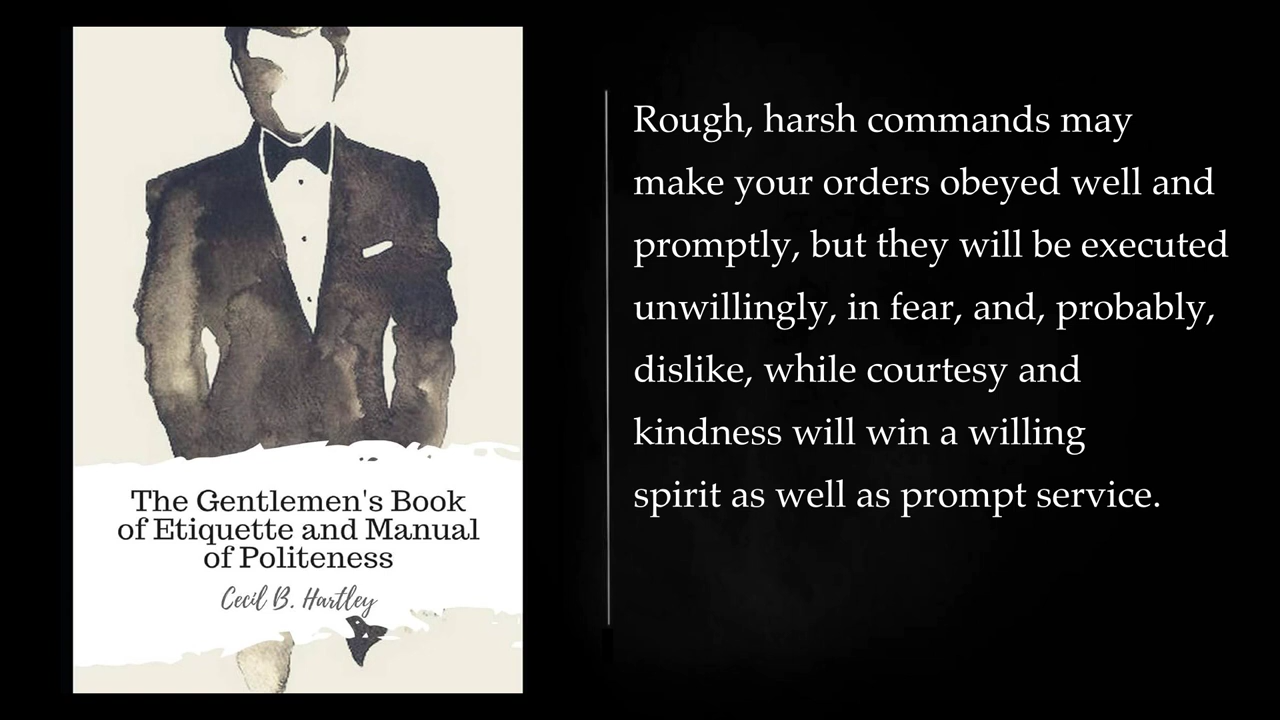 The Gentlemen's Book
of Etiquette and Manual
of Politeness
Cecil B. Hartley
Rough, harsh commands may
make your orders obeyed well and
promptly, but they will be executed
unwillingly, in fear, and, probably,
dislike, while courtesy and
kindness will win a willing
spirit as well as prompt service.